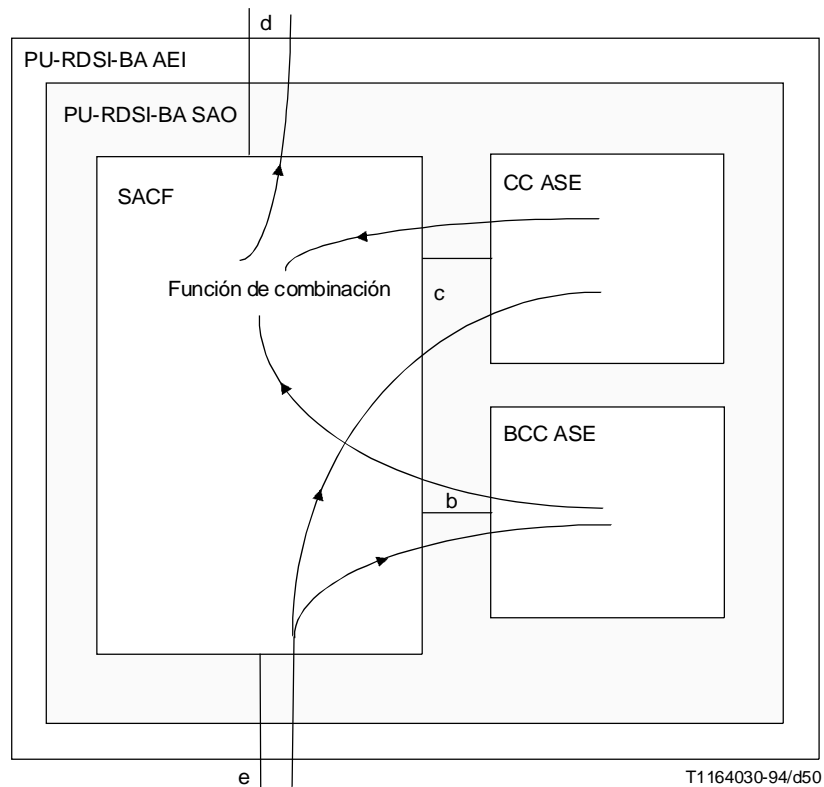 d
PU-RDSI-BA AEI
PU-RDSI-BA SAO
SACF
CC ASE
Función de combinación
c
BCC ASE
b
e
T1164030-94/d50